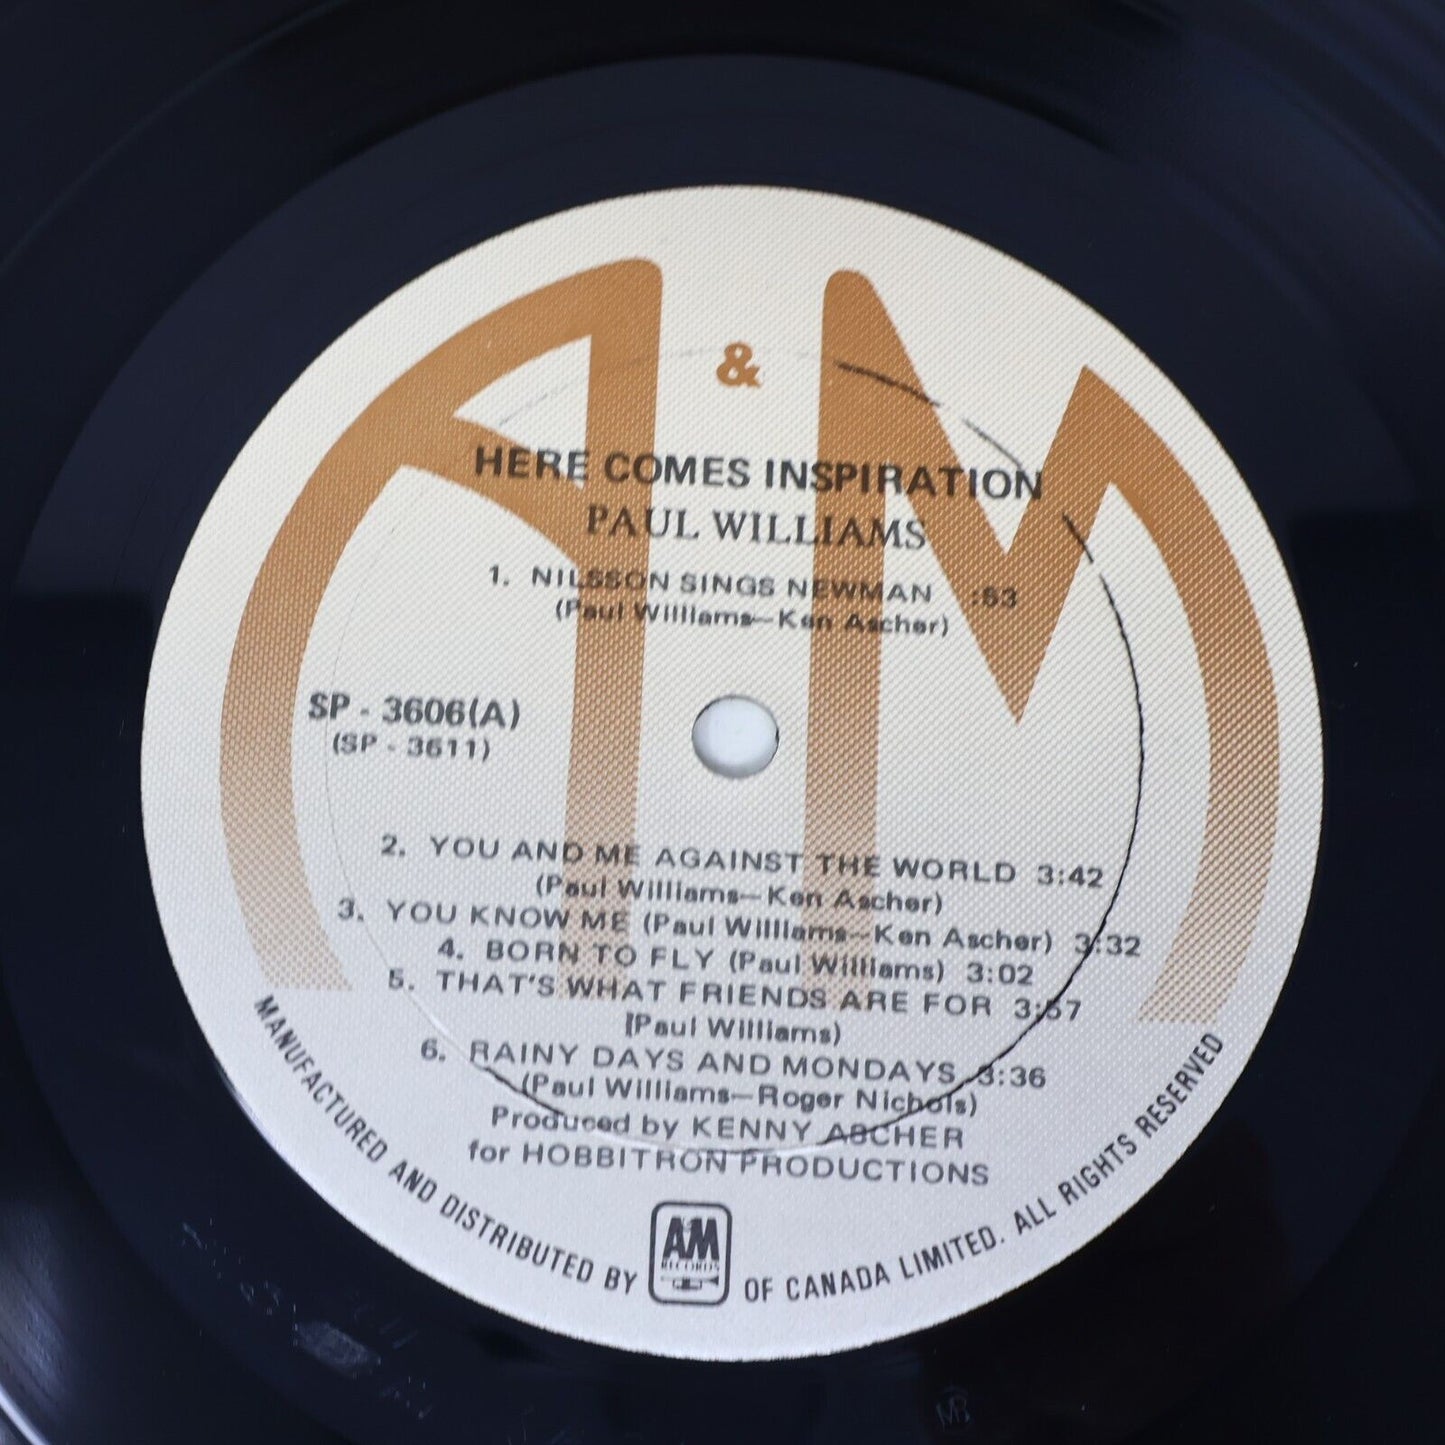 A & M
HERE COMES INSPIRATION
PAUL WILLIAMS
1. NILSSON SINGS NEWMAN :53
(Paul Williams—Ken Ascher)
SP - 3606(A)
(SP - 3611)
2. YOU AND ME AGAINST THE WORLD 3:42
(Paul Williams—Ken Ascher)
3. YOU KNOW ME (Paul Williams—Ken Ascher) 3:32
4. BORN TO FLY (Paul Williams) 3:02
5. THAT'S WHAT FRIENDS ARE FOR 3:57
(Paul Williams)
6. RAINY DAYS AND MONDAYS 3:36
(Paul Williams—Roger Nichols)
Produced by KENNY ASCHER
for HOBBITRON PRODUCTIONS
MANUFACTURED AND DISTRIBUTED BY A&M RECORDS OF CANADA LIMITED. ALL RIGHTS RESERVED